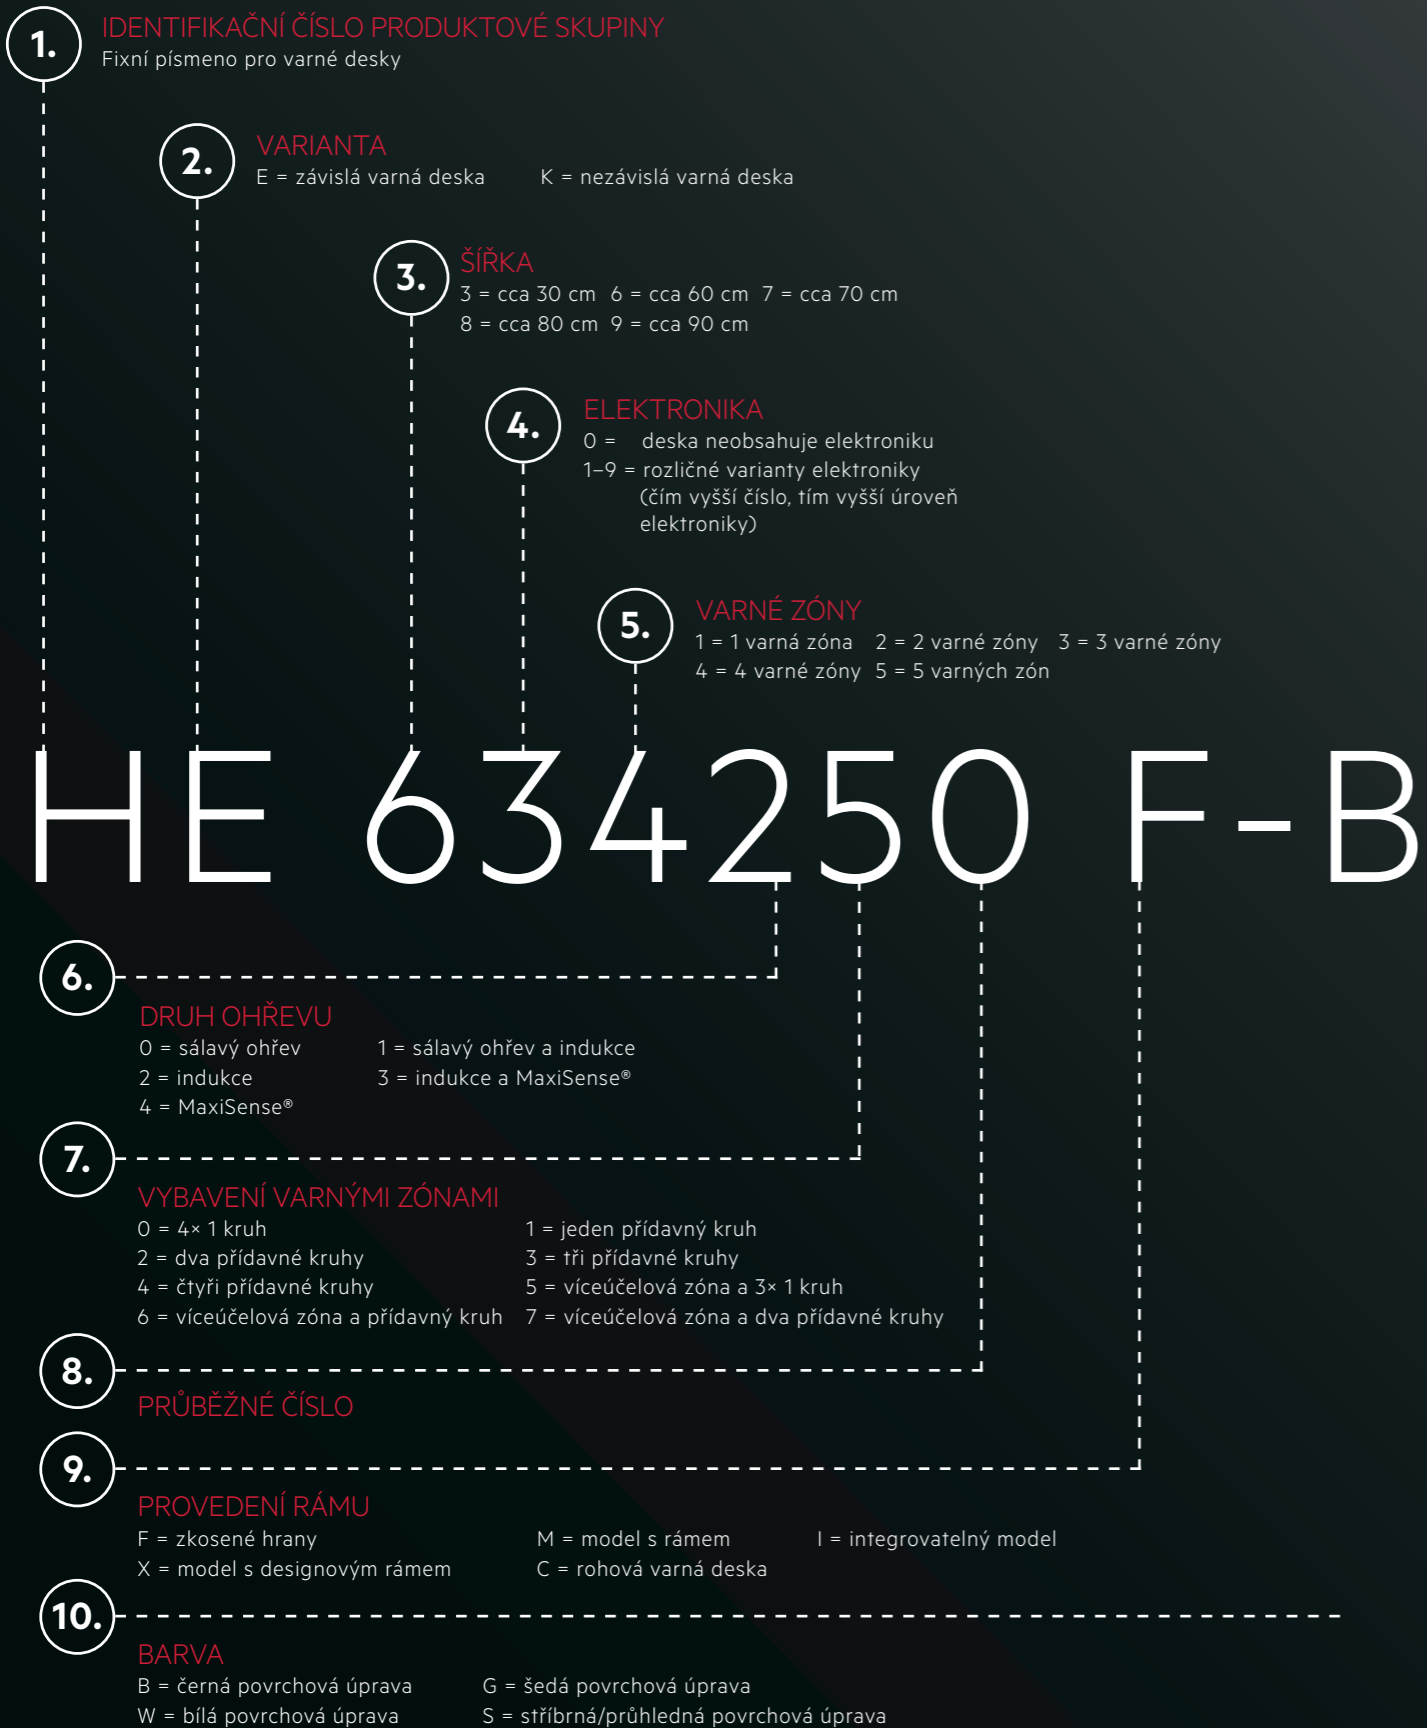 1.
IDENTIFIKAČNÍ ČÍSLO PRODUKTOVÉ SKUPINY
Fixní písmeno pro varné desky
2.
VARIANTA
E = závislá varná deska K = nezávislá varná deska
3.
ŠÍŘKA
3 = cca 30 cm 6 = cca 60 cm 7 = cca 70 cm
8 = cca 80 cm 9 = cca 90 cm
4.
ELEKTRONIKA
0 = deska neobsahuje elektroniku
1–9 = rozličné varianty elektroniky
(čím vyšší číslo, tím vyšší úroveň
elektroniky)
5.
VARNÉ ZÓNY
1 = 1 varná zóna 2 = 2 varné zóny 3 = 3 varné zóny
4 = 4 varné zóny 5 = 5 varných zón
HE 634250 F-B
6.
DRUH OHŘEVU
0 = sálavý ohřev 1 = sálavý ohřev a indukce
2 = indukce 3 = indukce a MaxiSense®
4 = MaxiSense®
7.
VYBAVENÍ VARNÝMI ZÓNAMI
0 = 4× 1 kruh 1 = jeden přídavný kruh
2 = dva přídavné kruhy 3 = tři přídavné kruhy
4 = čtyři přídavné kruhy 5 = víceúčelová zóna a 3× 1 kruh
6 = víceúčelová zóna a přídavný kruh 7 = víceúčelová zóna a dva přídavné kruhy
8.
PRŮBĚŽNÉ ČÍSLO
9.
PROVEDENÍ RÁMU
F = zkosené hrany M = model s rámem I = integrovatelný model
X = model s designovým rámem C = rohová varná deska
10.
BARVA
B = černá povrchová úprava G = šedá povrchová úprava
W = bílá povrchová úprava S = stříbrná/průhledná povrchová úprava